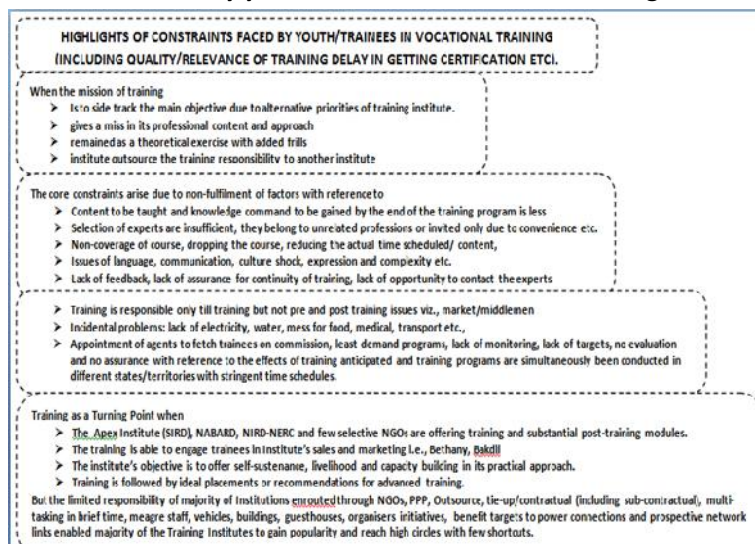 HIGHLIGHTS OF CONSTRAINTS FACED BY YOUTH/TRAINEES IN VOCATIONAL TRAINING
(INCLUDING QUALITY/RELEVANCE OF TRAINING DELAY IN GETTING CERTIFICATION ETC).
When the mission of training
➢ Is to side track the main objective due to alternative priorities of training institute.
➢ gives a miss in its professional content and approach
➢ remained as a theoretical exercise with added frills
➢ institute outsource the training responsibility to another institute
The core constraints arise due to non-fulfilment of factors with reference to
➢ Content to be taught and knowledge command to be gained by the end of the training program is less
➢ Selection of experts are insufficient, they belong to unrelated professions or invited only due to convenience etc.
➢ Non-coverage of course, dropping the course, reducing the actual time scheduled/ content,
➢ Issues of language, communication, culture shock, expression and complexity etc.
➢ Lack of feedback, lack of assurance for continuity of training, lack of opportunity to contact the experts
➢ Training is responsible only till training but not pre and post training issues viz., market/middlemen
➢ Incidental problems: lack of electricity, water, mess for food, medical, transport etc.,
➢ Appointment of agents to fetch trainees on commission, least demand programs, lack of monitoring, lack of targets, no evaluation
and no assurance with reference to the effects of training anticipated and training programs are simultaneously been conducted in
different states/territories with stringent time schedules.
Training as a Turning Point when
➢ The Apex Institute (SIRD), NABARD, NIRD-NERC and few selective NGOs are offering training and substantial post-training modules.
➢ The training is able to engage trainees in Institute's sales and marketing i.e., Bethany, Bakdil
➢ The institute's objective is to offer self-sustenance, livelihood and capacity building in its practical approach.
➢ Training is followed by ideal placements or recommendations for advanced training.
But the limited responsibility of majority of Institutions enrouted through NGOs, PPP, Outsource, tie-up/contractual (including sub-contractual), multi-
tasking in brief time, meagre staff, vehicles, buildings, guesthouses, organisers initiatives, benefit targets to power connections and prospective network
links enabled majority of the Training Institutes to gain popularity and reach high circles with few shortcuts.